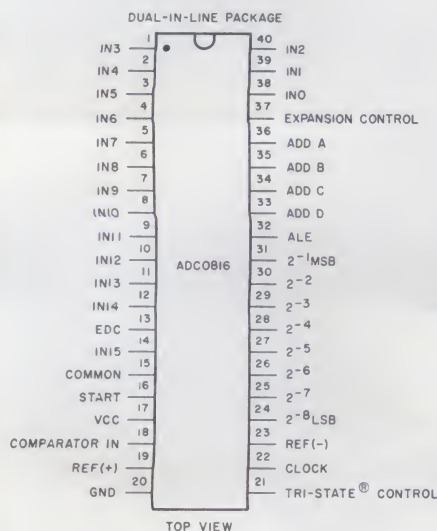 DUAL-IN-LINE PACKAGE
1 40
IN3 IN2
2 39
IN4 IN1
3 38
IN5 IN0
4 37
IN6 EXPANSION CONTROL
5 36
IN7 ADD A
6 35
IN8 ADD B
7 34
IN9 ADD C
8 33
IN10 ADD D
9 32
IN11 ALE
10 31
IN12 2⁻¹MSB
ADC0816
11 30
IN13 2⁻²
12 29
IN14 2⁻³
13 28
EDC 2⁻⁴
14 27
IN15 2⁻⁵
15 26
COMMON 2⁻⁶
16 25
START 2⁻⁷
17 24
VCC 2⁻⁸LSB
18 23
COMPARATOR IN REF(-)
19 22
REF(+) CLOCK
20 21
GND TRI-STATE® CONTROL
TOP VIEW